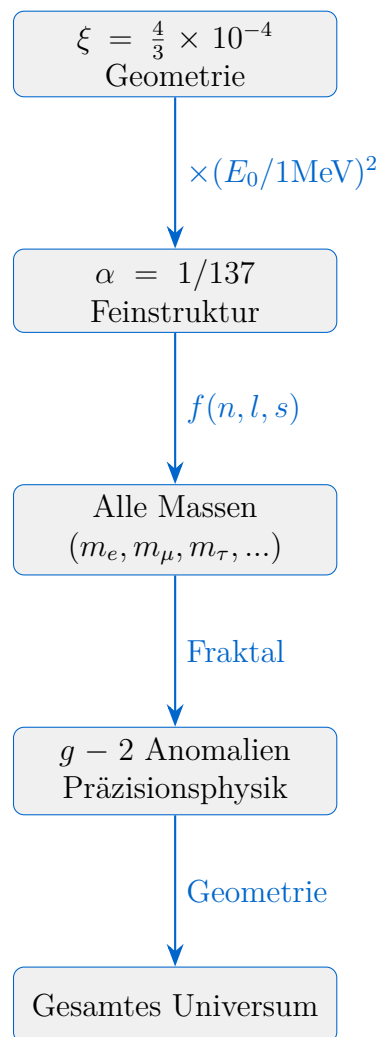 ξ = 4/3 × 10⁻⁴
Geometrie
×(E₀/1MeV)²
α = 1/137
Feinstruktur
f(n, l, s)
Alle Massen
(mₑ, m_μ, m_τ, ...)
Fraktal
g − 2 Anomalien
Präzisionsphysik
Geometrie
Gesamtes Universum